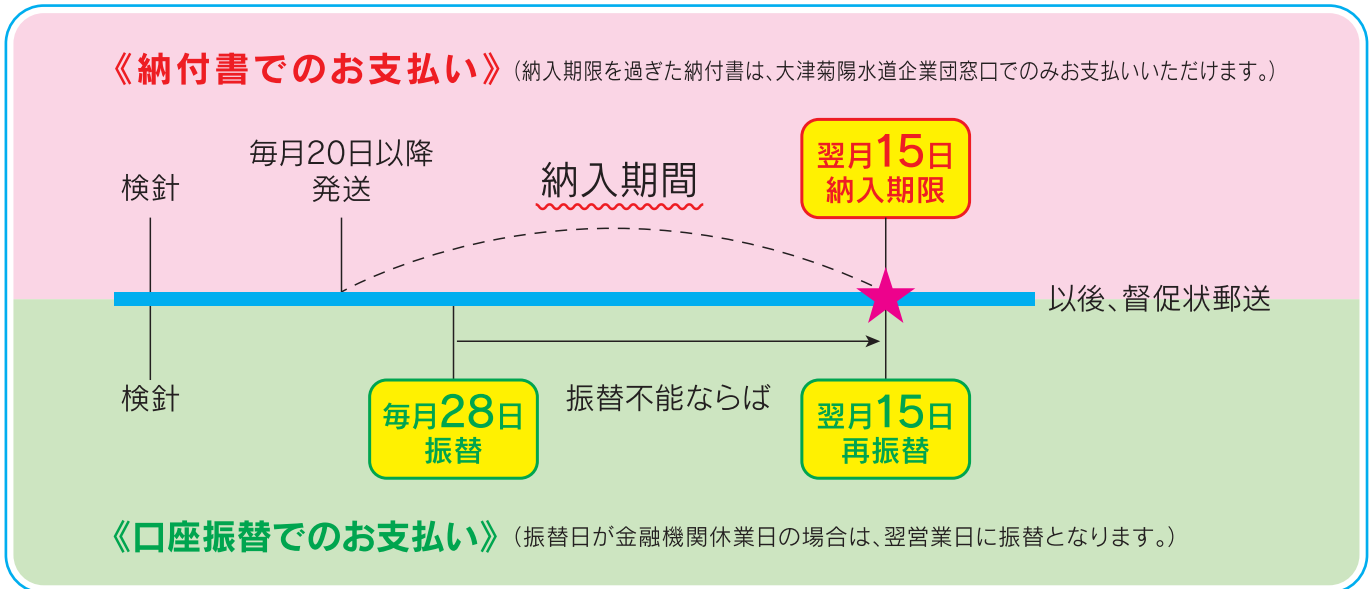 《納付書でのお支払い》（納入期限を過ぎた納付書は、大津菊陽水道企業団窓口でのみお支払いいただけます。）
検針
毎月20日以降
発送
納入期間
翌月15日
納入期限
以後、督促状郵送
検針
毎月28日
振替
振替不能ならば
翌月15日
再振替
《口座振替でのお支払い》（振替日が金融機関休業日の場合は、翌営業日に振替となります。）